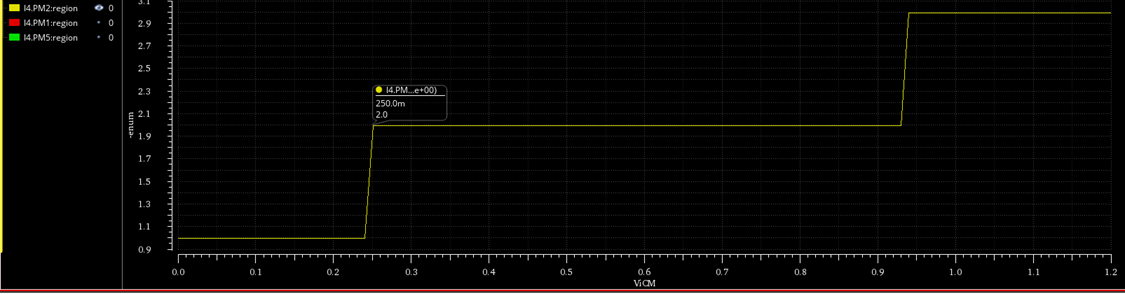 I4.PM2:region 0
I4.PM1:region 0
I4.PM5:region 0
3.1
2.9
2.7
2.5
2.3
2.1
1.9
1.7
1.5
1.3
1.1
0.9
-enum
I4.PM...e+00)
250.0m
2.0
0.0 0.1 0.2 0.3 0.4 0.5 0.6 0.7 0.8 0.9 1.0 1.1 1.2
ViCM